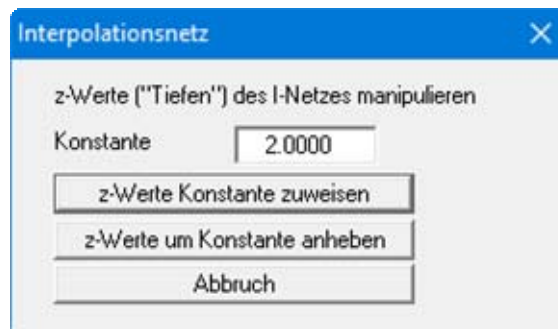 Interpolationsnetz
z-Werte ("Tiefen") des I-Netzes manipulieren
Konstante 2.0000
z-Werte Konstante zuweisen
z-Werte um Konstante anheben
Abbruch